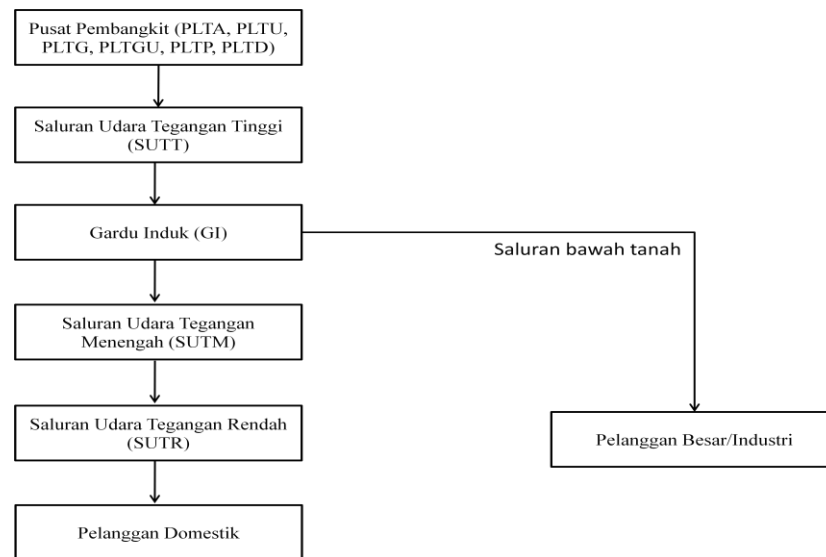 Pusat Pembangkit (PLTA, PLTU,
PLTG, PLTGU, PLTP, PLTD)
Saluran Udara Tegangan Tinggi
(SUTT)
Gardu Induk (GI)
Saluran bawah tanah
Saluran Udara Tegangan
Menengah (SUTM)
Saluran Udara Tegangan Rendah
(SUTR)
Pelanggan Besar/Industri
Pelanggan Domestik